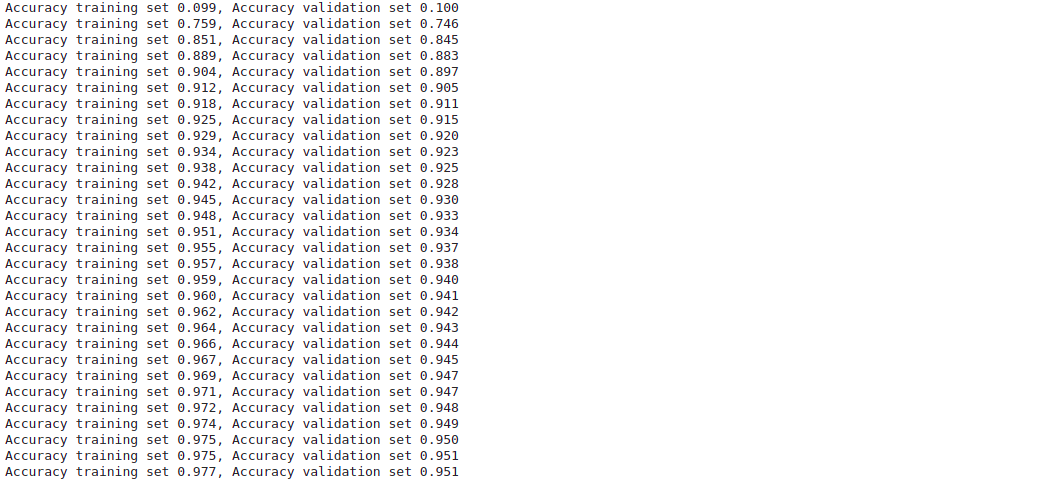 Accuracy training set 0.099, Accuracy validation set 0.100
Accuracy training set 0.759, Accuracy validation set 0.746
Accuracy training set 0.851, Accuracy validation set 0.845
Accuracy training set 0.889, Accuracy validation set 0.883
Accuracy training set 0.904, Accuracy validation set 0.897
Accuracy training set 0.912, Accuracy validation set 0.905
Accuracy training set 0.918, Accuracy validation set 0.911
Accuracy training set 0.925, Accuracy validation set 0.915
Accuracy training set 0.929, Accuracy validation set 0.920
Accuracy training set 0.934, Accuracy validation set 0.923
Accuracy training set 0.938, Accuracy validation set 0.925
Accuracy training set 0.942, Accuracy validation set 0.928
Accuracy training set 0.945, Accuracy validation set 0.930
Accuracy training set 0.948, Accuracy validation set 0.933
Accuracy training set 0.951, Accuracy validation set 0.934
Accuracy training set 0.955, Accuracy validation set 0.937
Accuracy training set 0.957, Accuracy validation set 0.938
Accuracy training set 0.959, Accuracy validation set 0.940
Accuracy training set 0.960, Accuracy validation set 0.941
Accuracy training set 0.962, Accuracy validation set 0.942
Accuracy training set 0.964, Accuracy validation set 0.943
Accuracy training set 0.966, Accuracy validation set 0.944
Accuracy training set 0.967, Accuracy validation set 0.945
Accuracy training set 0.969, Accuracy validation set 0.947
Accuracy training set 0.971, Accuracy validation set 0.947
Accuracy training set 0.972, Accuracy validation set 0.948
Accuracy training set 0.974, Accuracy validation set 0.949
Accuracy training set 0.975, Accuracy validation set 0.950
Accuracy training set 0.975, Accuracy validation set 0.951
Accuracy training set 0.977, Accuracy validation set 0.951